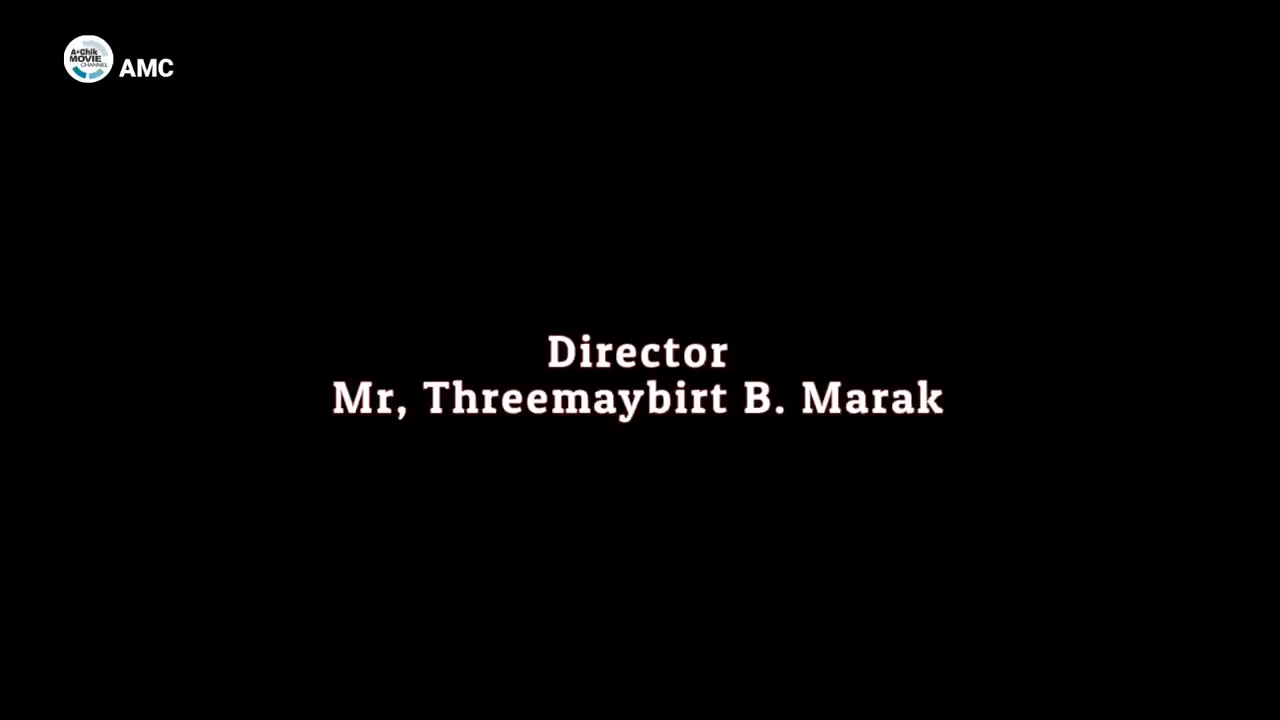 A•Chik
MOVIE
CHANNEL
AMC
Director
Mr, Threemaybirt B. Marak